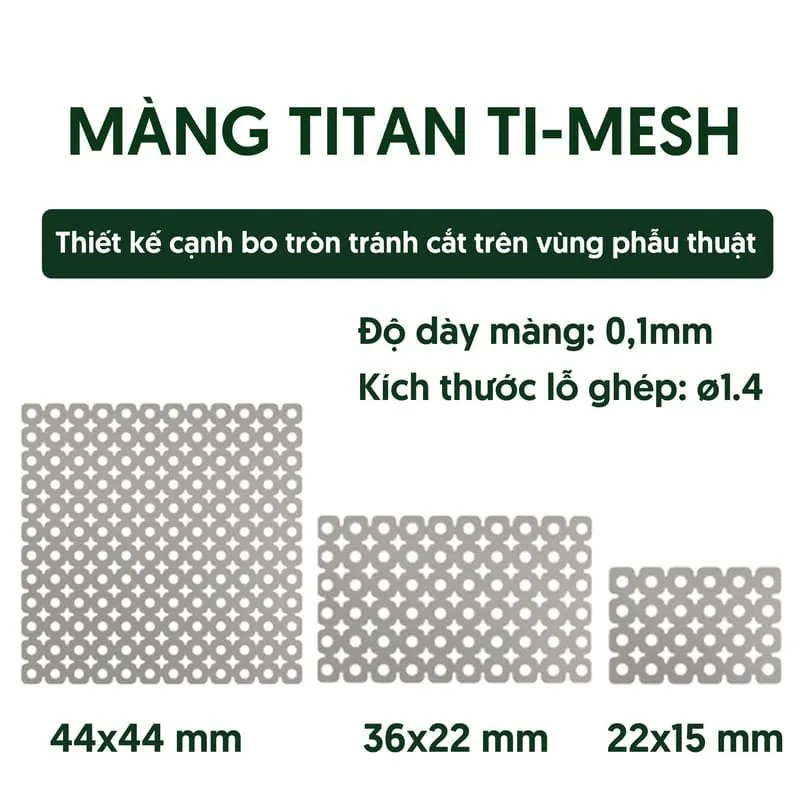 MÀNG TITAN TI-MESH
Thiết kế cạnh bo tròn tránh cắt trên vùng phẫu thuật
Độ dày màng: 0,1mm
Kích thước lỗ ghép: ø1.4
44x44 mm
36x22 mm
22x15 mm